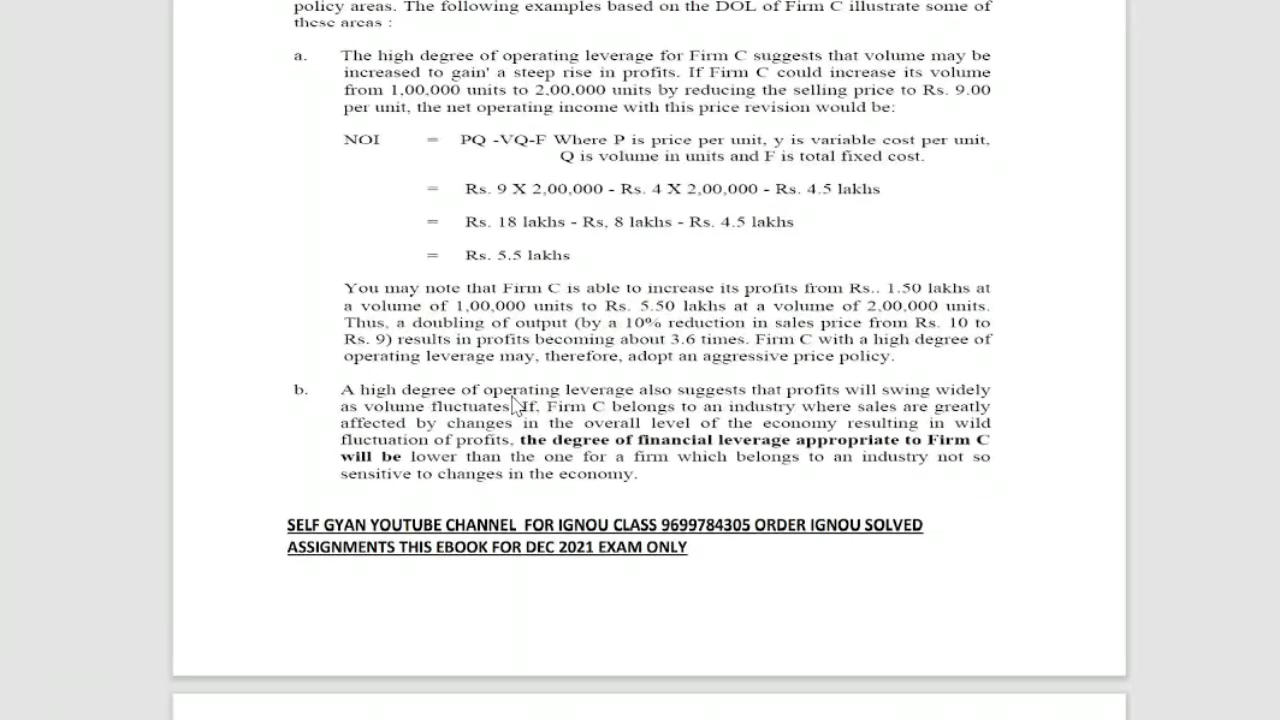 policy areas. The following examples based on the DOL of Firm C illustrate some of
these areas :
a. The high degree of operating leverage for Firm C suggests that volume may be
increased to gain' a steep rise in profits. If Firm C could increase its volume
from 1,00,000 units to 2,00,000 units by reducing the selling price to Rs. 9.00
per unit, the net operating income with this price revision would be:
NOI = PQ -VQ-F Where P is price per unit, y is variable cost per unit,
Q is volume in units and F is total fixed cost.
= Rs. 9 X 2,00,000 - Rs. 4 X 2,00,000 - Rs. 4.5 lakhs
= Rs. 18 lakhs - Rs, 8 lakhs - Rs. 4.5 lakhs
= Rs. 5.5 lakhs
You may note that Firm C is able to increase its profits from Rs.. 1.50 lakhs at
a volume of 1,00,000 units to Rs. 5.50 lakhs at a volume of 2,00,000 units.
Thus, a doubling of output (by a 10% reduction in sales price from Rs. 10 to
Rs. 9) results in profits becoming about 3.6 times. Firm C with a high degree of
operating leverage may, therefore, adopt an aggressive price policy.
b. A high degree of operating leverage also suggests that profits will swing widely
as volume fluctuates. If, Firm C belongs to an industry where sales are greatly
affected by changes in the overall level of the economy resulting in wild
fluctuation of profits, the degree of financial leverage appropriate to Firm C
will be lower than the one for a firm which belongs to an industry not so
sensitive to changes in the economy.
SELF GYAN YOUTUBE CHANNEL FOR IGNOU CLASS 9699784305 ORDER IGNOU SOLVED
ASSIGNMENTS THIS EBOOK FOR DEC 2021 EXAM ONLY